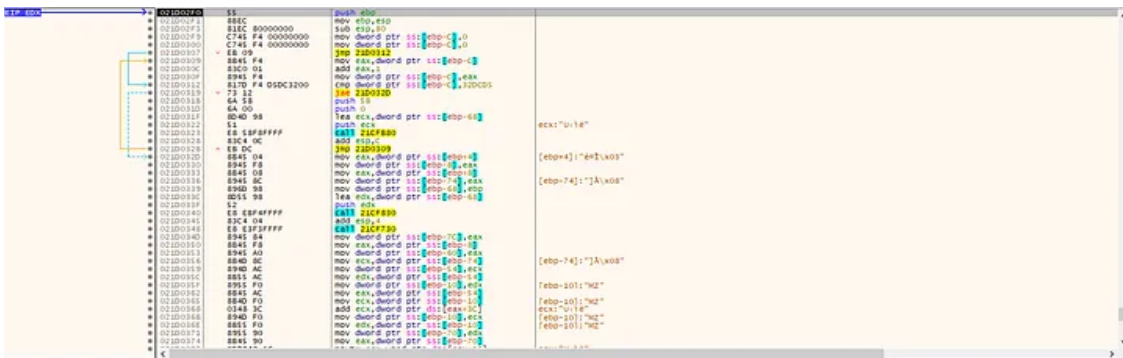 EIP EDX 021D02F0 55 push ebp
021D02F1 8BEC mov ebp,esp
021D02F3 81EC 80000000 sub esp,80
021D02F9 C745 F4 00000000 mov dword ptr ss:[ebp-C],0
021D0300 C745 F4 00000000 mov dword ptr ss:[ebp-C],0
021D0307 EB 09 jmp 21D0312
021D0309 8B45 F4 mov eax,dword ptr ss:[ebp-C]
021D030C 83C0 01 add eax,1
021D030F 8945 F4 mov dword ptr ss:[ebp-C],eax
021D0312 817D F4 D5DC3200 cmp dword ptr ss:[ebp-C],32DCD5
021D0319 73 12 jae 21D032D
021D031B 6A 58 push 58
021D031D 6A 00 push 0
021D031F 8D4D 98 lea ecx,dword ptr ss:[ebp-68]
021D0322 51 push ecx
021D0323 E8 58F8FFFF call 21CFB80
021D0328 83C4 0C add esp,C
021D032B EB DC jmp 21D0309
021D032D 8B45 04 mov eax,dword ptr ss:[ebp+4]
021D0330 8945 F8 mov dword ptr ss:[ebp-8],eax
021D0333 8B45 08 mov eax,dword ptr ss:[ebp+8]
021D0336 8945 8C mov dword ptr ss:[ebp-74],eax
021D0339 896D 98 mov dword ptr ss:[ebp-68],ebp
021D033C 8D55 98 lea edx,dword ptr ss:[ebp-68]
021D033F 52 push edx
021D0340 E8 EBF4FFFF call 21CF830
021D0345 83C4 04 add esp,4
021D0348 E8 E3F3FFFF call 21CF730
021D034D 8945 84 mov dword ptr ss:[ebp-7C],eax
021D0350 8B45 F8 mov eax,dword ptr ss:[ebp-8]
021D0353 8945 A0 mov dword ptr ss:[ebp-60],eax
021D0356 8B4D 8C mov ecx,dword ptr ss:[ebp-74]
021D0359 894D AC mov dword ptr ss:[ebp-54],ecx
021D035C 8B55 AC mov edx,dword ptr ss:[ebp-54]
021D035F 8955 F0 mov dword ptr ss:[ebp-10],edx [ebp-10]:"MZ"
021D0362 8B45 AC mov eax,dword ptr ss:[ebp-54]
021D0365 8B4D F0 mov ecx,dword ptr ss:[ebp-10] [ebp-10]:"MZ"
021D0368 0348 3C add ecx,dword ptr ds:[eax+3C]
021D036B 894D F0 mov dword ptr ss:[ebp-10],ecx [ebp-10]:"MZ"
021D036E 8B55 F0 mov edx,dword ptr ss:[ebp-10] [ebp-10]:"MZ"
021D0371 8955 90 mov dword ptr ss:[ebp-70],edx
021D0374 8B45 90 mov eax,dword ptr ss:[ebp-70]